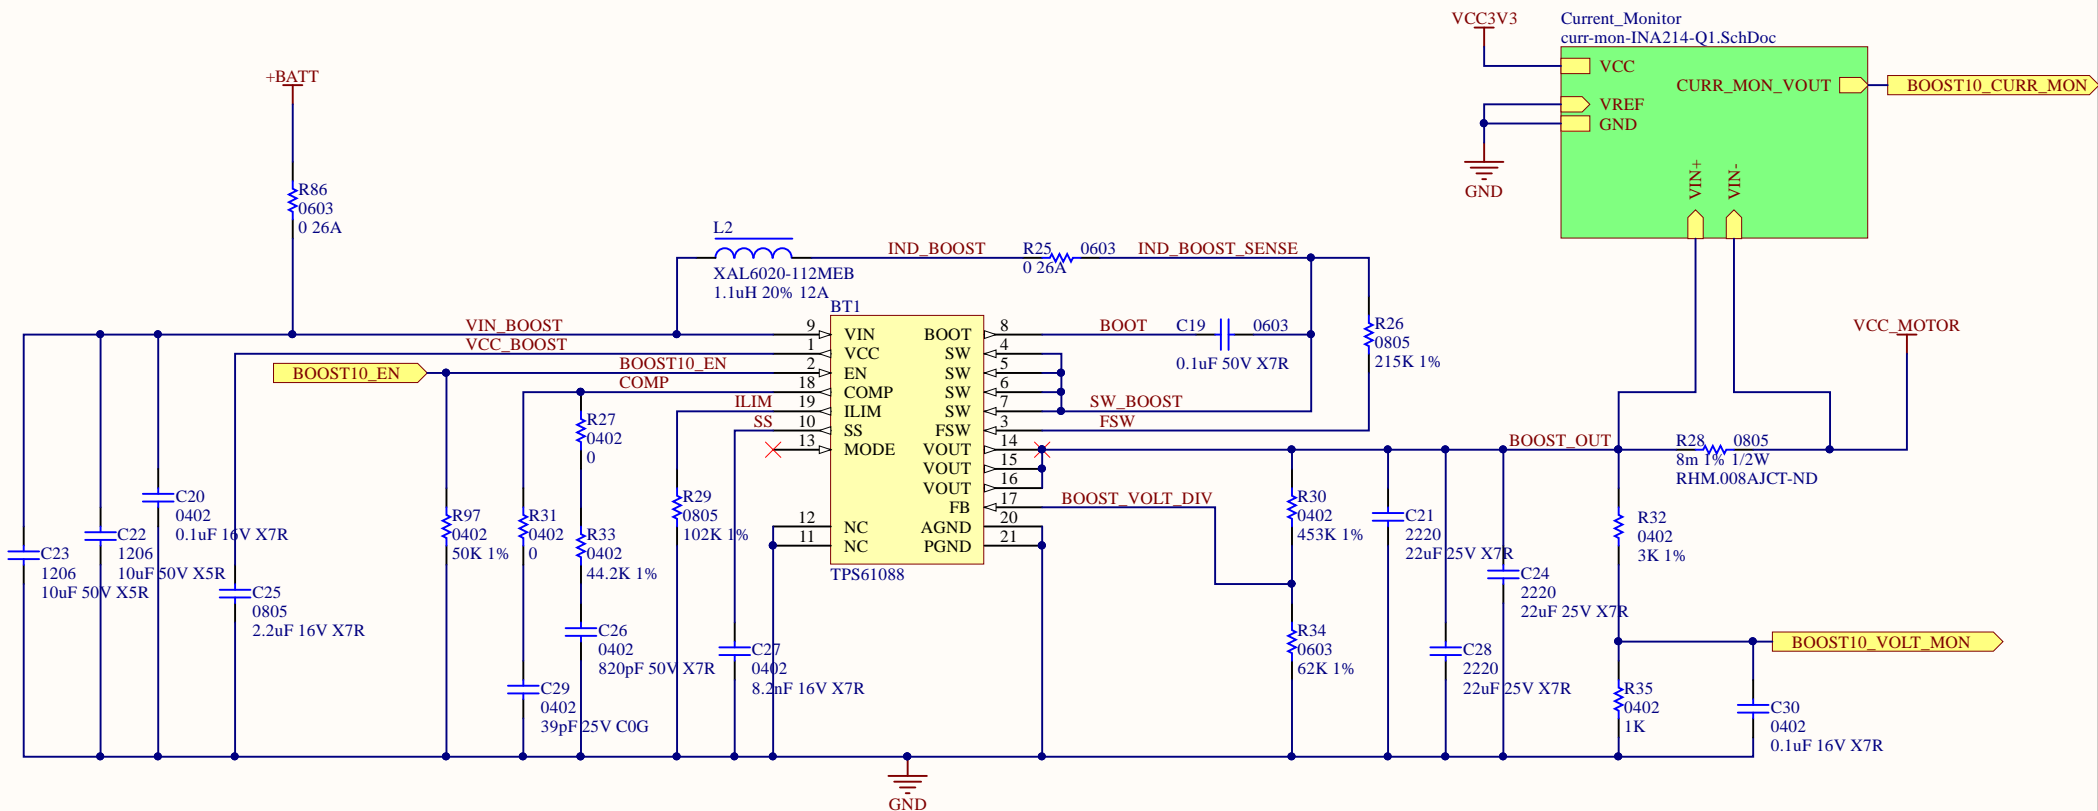 VCC3V3
Current_Monitor
curr-mon-INA214-Q1.SchDoc
VCC
CURR_MON_VOUT
BOOST10_CURR_MON
VREF
GND
VIN+
VIN-
GND
+BATT
R86
0603
0 26A
L2
XAL6020-112MEB
1.1uH 20% 12A
IND_BOOST
R25
0603
0 26A
IND_BOOST_SENSE
BT1
VIN_BOOST
9
VIN
BOOT
8
BOOT
C19
0603
0.1uF 50V X7R
R26
0805
215K 1%
VCC_MOTOR
VCC_BOOST
1
VCC
SW
4
BOOST10_EN
BOOST10_EN
2
EN
SW
5
COMP
18
COMP
SW
6
ILIM
19
ILIM
SW
7
SW_BOOST
SS
10
SS
FSW
3
FSW
13
MODE
VOUT
14
BOOST_OUT
VOUT
15
VOUT
16
FB
17
BOOST_VOLT_DIV
12
NC
AGND
20
11
NC
PGND
21
TPS61088
R28
0805
8m 1% 1/2W
RHM.008AJCT-ND
R27
0402
0
C20
0402
0.1uF 16V X7R
C22
1206
10uF 50V X5R
C23
1206
10uF 50V X5R
C25
0805
2.2uF 16V X7R
R97
0402
50K 1%
R31
0402
0
R33
0402
44.2K 1%
R29
0805
102K 1%
C26
0402
820pF 50V X7R
C29
0402
39pF 25V C0G
C27
0402
8.2nF 16V X7R
R30
0402
453K 1%
R34
0603
62K 1%
C21
2220
22uF 25V X7R
C24
2220
22uF 25V X7R
C28
2220
22uF 25V X7R
R32
0402
3K 1%
BOOST10_VOLT_MON
R35
0402
1K
C30
0402
0.1uF 16V X7R
GND